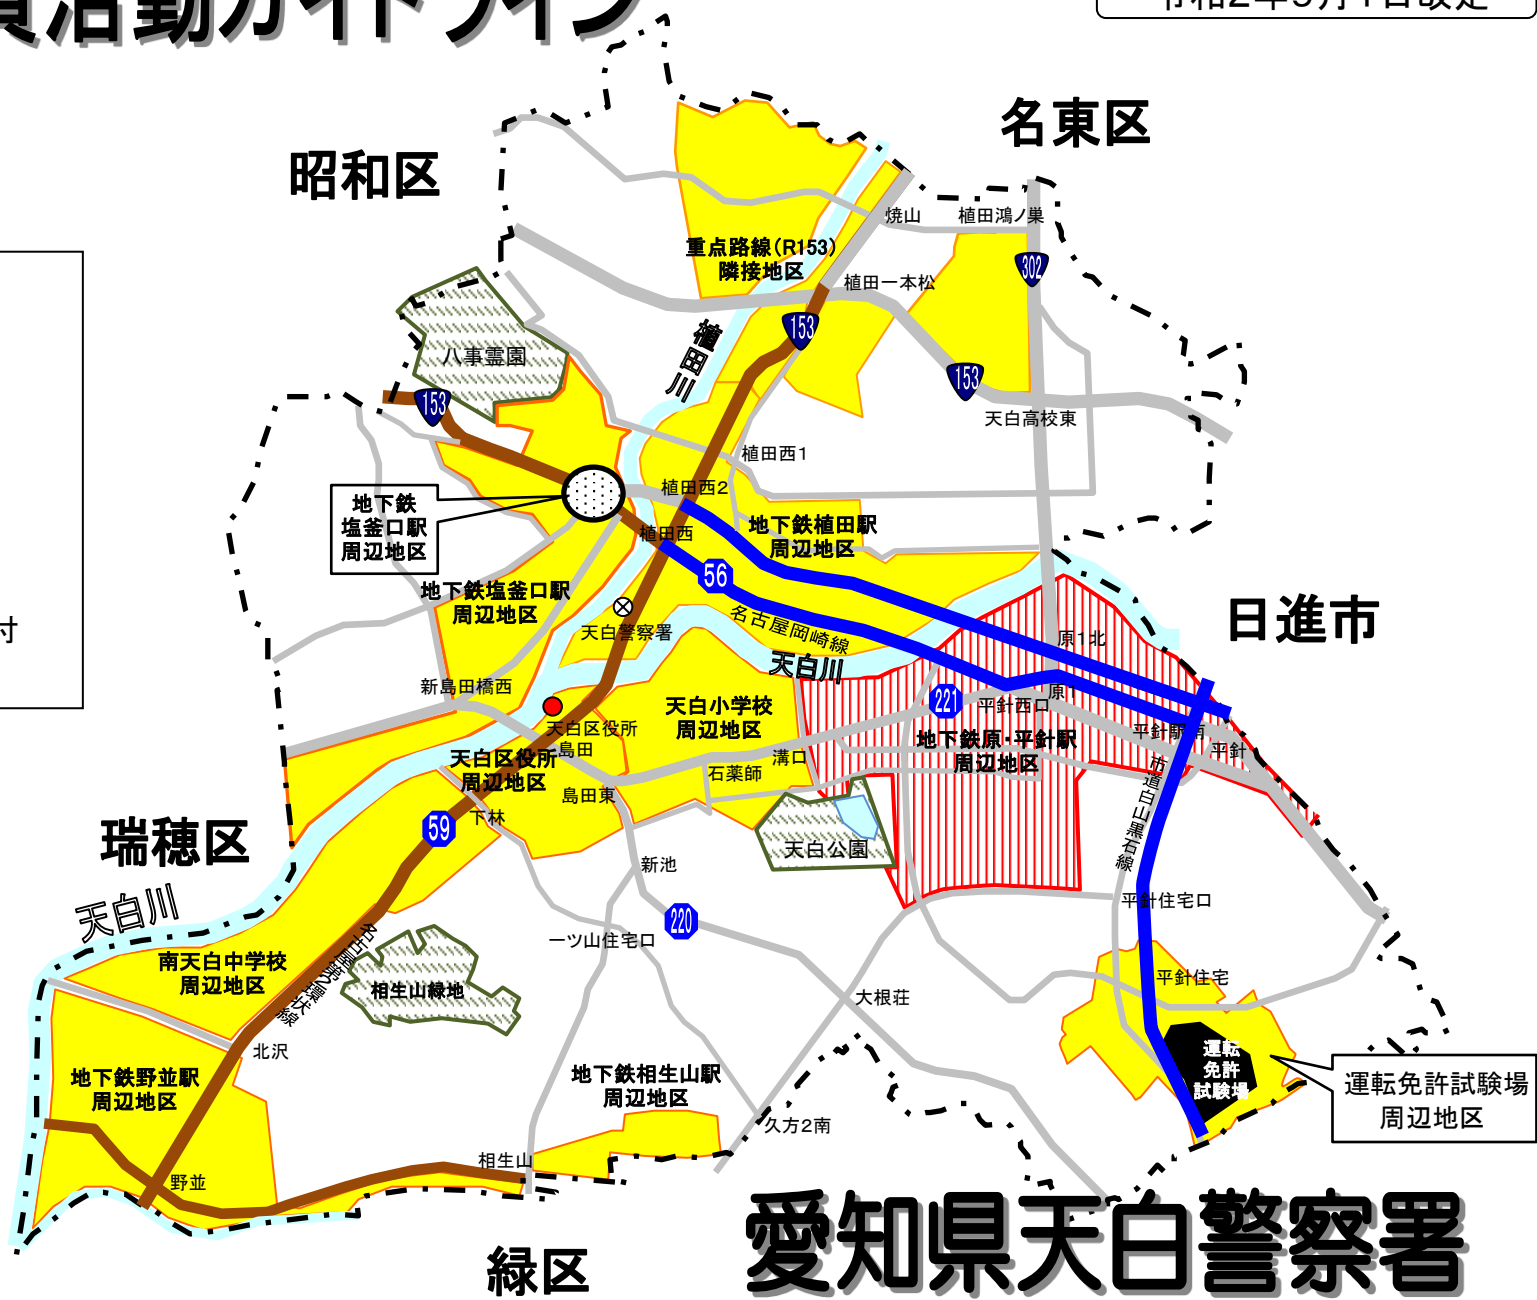 員活動ガイドライン
令和2年5月1日改定
名東区
昭和区
焼山
植田鴻ノ巣
重点路線(R153)
隣接地区
302
植田一本松
153
植田川
八事霊園
153
153
天白高校東
植田西1
植田西2
地下鉄
塩釜口駅
周辺地区
植田西
地下鉄植田駅
周辺地区
56
地下鉄塩釜口駅
周辺地区
天白警察署
名古屋岡崎線
天白川
日進市
付
原1北
新島田橋西
221
原1
平針西口
天白小学校
周辺地区
天白区役所
島田
平針駅南
平針
地下鉄原・平針駅
周辺地区
天白区役所
周辺地区
溝口
石薬師
市道白山黒石線
島田東
下林
59
瑞穂区
天白公園
新池
天白川
平針住宅口
220
一ツ山住宅口
名古屋第2環状線
南天白中学校
周辺地区
平針住宅
相生山緑地
大根荘
北沢
運転
免許
試験場
運転免許試験場
周辺地区
地下鉄野並駅
周辺地区
地下鉄相生山駅
周辺地区
久方2南
相生山
野並
緑区
愛知県天白警察署